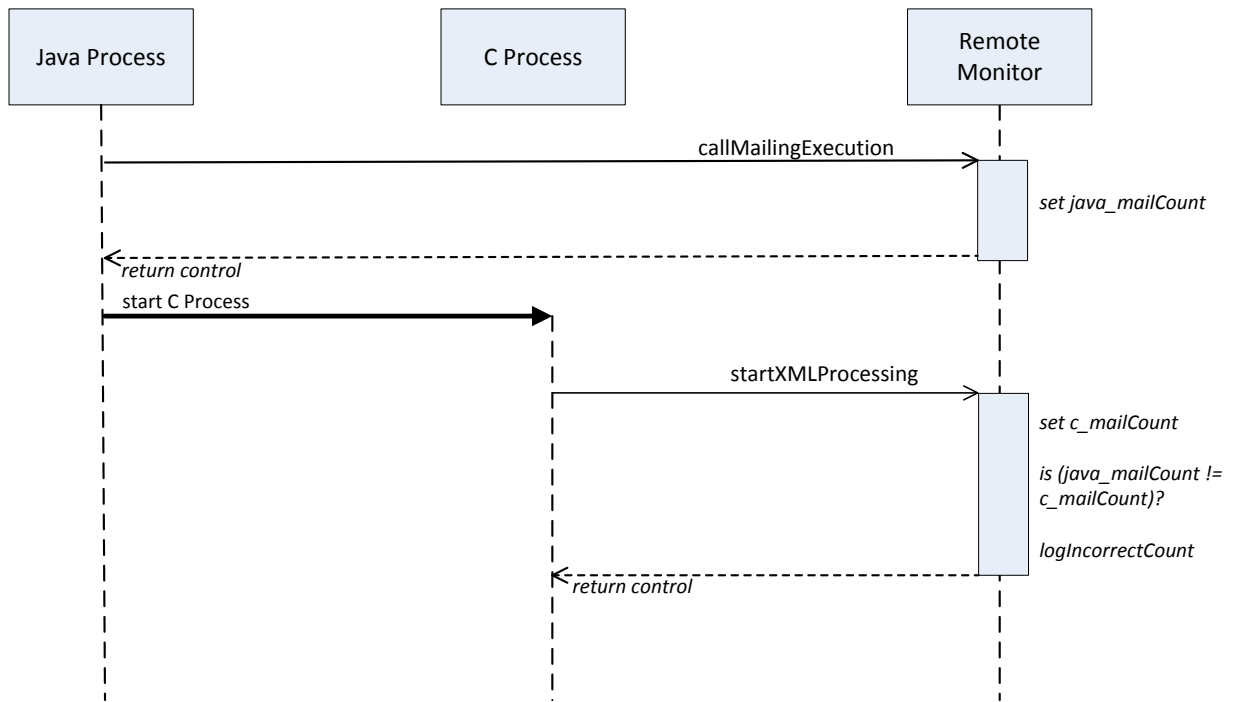 Java Process
C Process
Remote
Monitor
callMailingExecution
set java_mailCount
return control
start C Process
startXMLProcessing
set c_mailCount
is (java_mailCount !=
c_mailCount)?
logIncorrectCount
return control